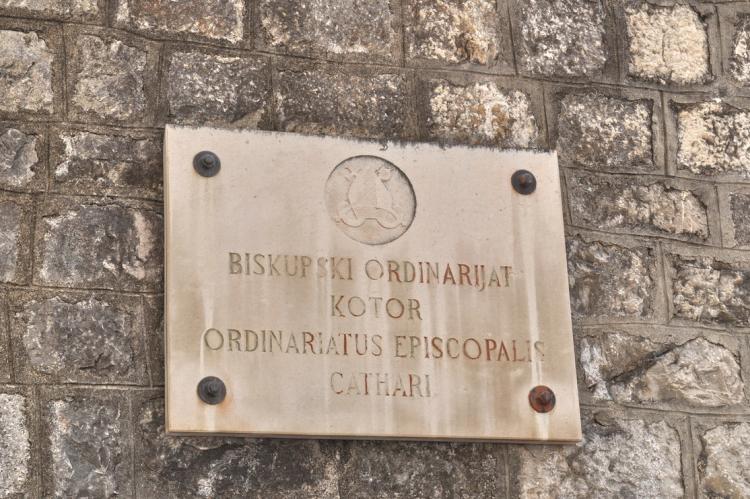 BISKUPSKI ORDINARIJAT
KOTOR
ORDINARIATUS EPISCOPALIS
CATHARI